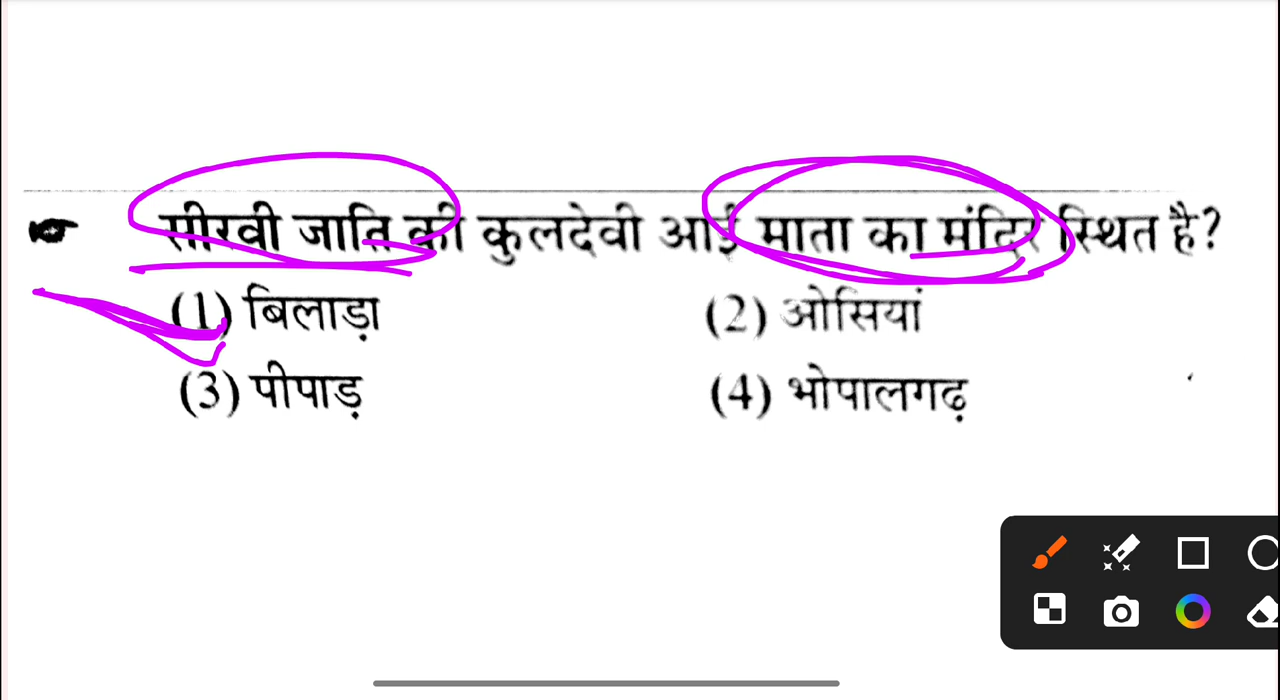 सीरवी जाति की कुलदेवी आई माता का मंदिर स्थित है?
(1) बिलाड़ा (2) ओसियां
(3) पीपाड़ (4) भोपालगढ़